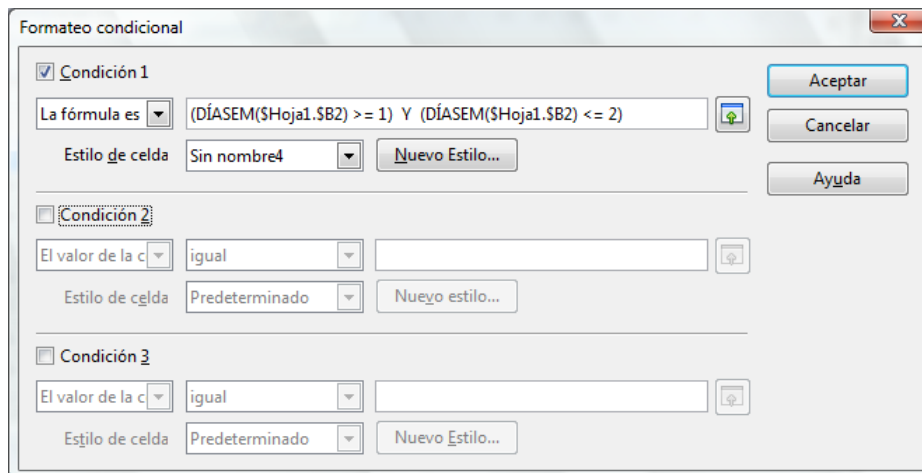 Formateo condicional
Condición 1
Aceptar
La fórmula es (DÍASEM($Hoja1.$B2) >= 1) Y (DÍASEM($Hoja1.$B2) <= 2)
Cancelar
Estilo de celda Sin nombre4 Nuevo Estilo...
Ayuda
Condición 2
El valor de la c igual
Estilo de celda Predeterminado Nuevo estilo...
Condición 3
El valor de la c igual
Estilo de celda Predeterminado Nuevo Estilo...